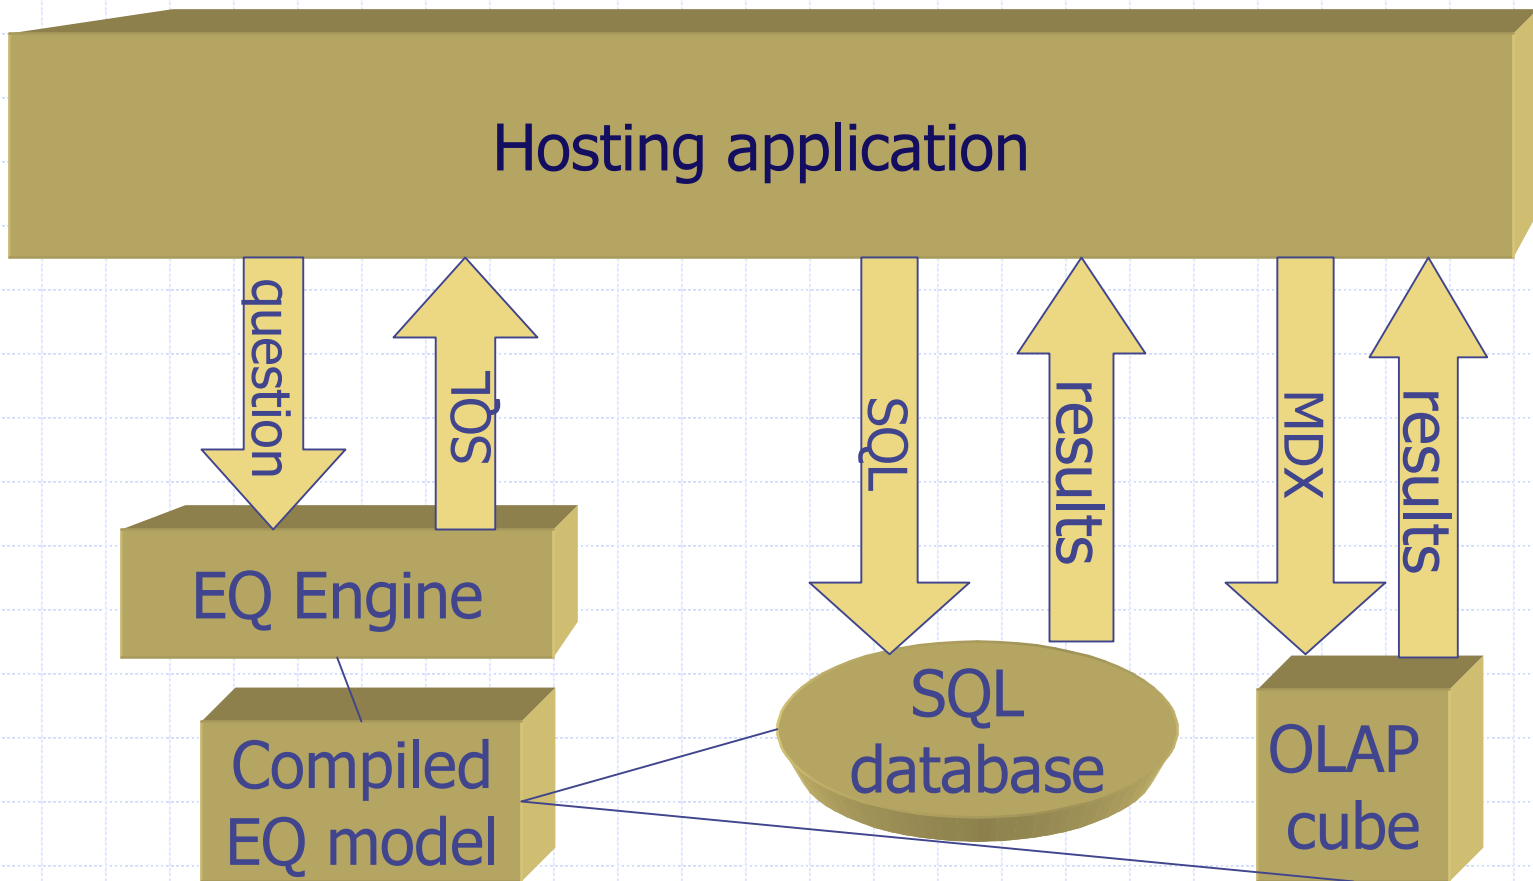 Hosting application
question
SQL
SQL
results
MDX
results
EQ Engine
Compiled
EQ model
SQL
database
OLAP
cube